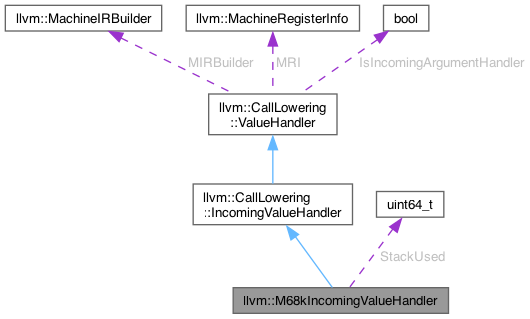 llvm::MachineIRBuilder
llvm::MachineRegisterInfo
bool
MIRBuilder
MRI
IsIncomingArgumentHandler
llvm::CallLowering
::ValueHandler
llvm::CallLowering
::IncomingValueHandler
uint64_t
StackUsed
llvm::M68kIncomingValueHandler